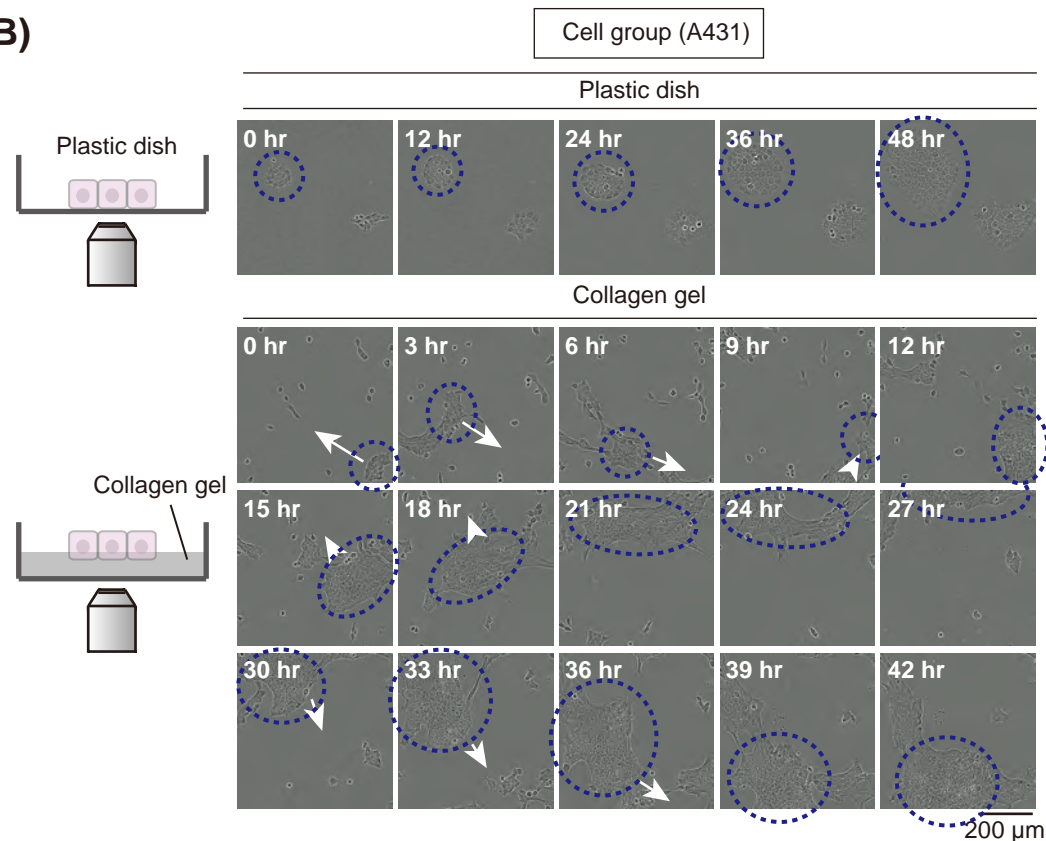 B)
Cell group (A431)
Plastic dish
Plastic dish
0 hr 12 hr 24 hr 36 hr 48 hr
Collagen gel
0 hr 3 hr 6 hr 9 hr 12 hr
Collagen gel
15 hr 18 hr 21 hr 24 hr 27 hr
30 hr 33 hr 36 hr 39 hr 42 hr
200 μm